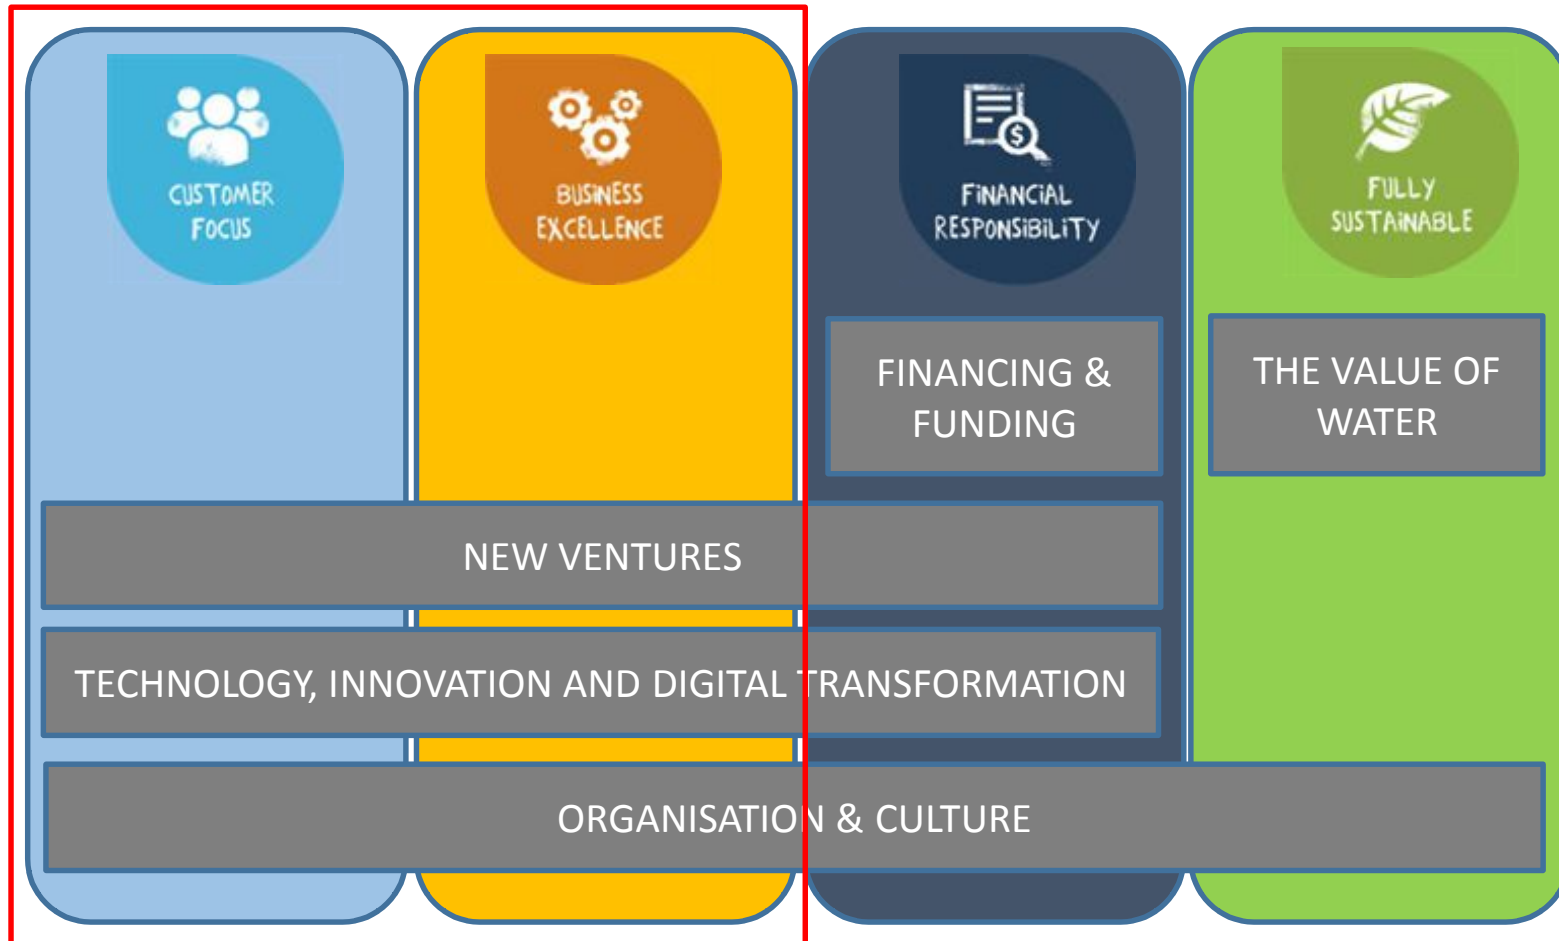 CUSTOMER
FOCUS
BUSINESS
EXCELLENCE
FINANCIAL
RESPONSIBILITY
FULLY
SUSTAINABLE
FINANCING &
FUNDING
THE VALUE OF
WATER
NEW VENTURES
TECHNOLOGY, INNOVATION AND DIGITAL TRANSFORMATION
ORGANISATION & CULTURE